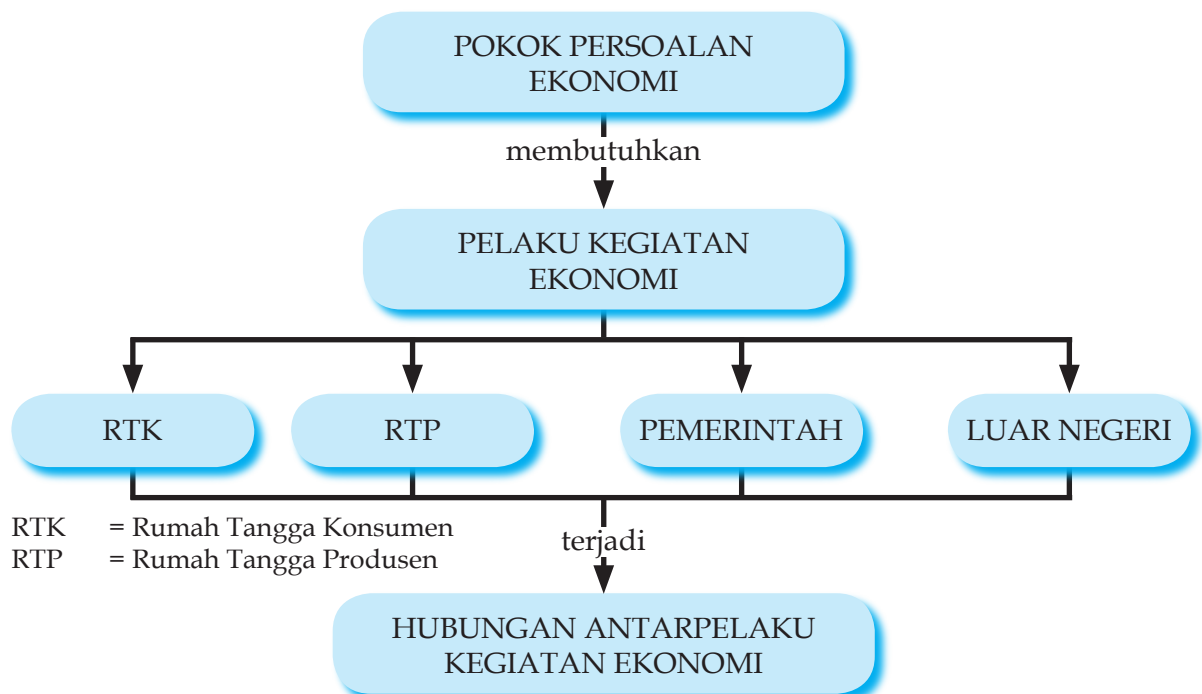 POKOK PERSOALAN
EKONOMI
membutuhkan
PELAKU KEGIATAN
EKONOMI
RTK
RTP
PEMERINTAH
LUAR NEGERI
RTK = Rumah Tangga Konsumen
RTP = Rumah Tangga Produsen
terjadi
HUBUNGAN ANTARPELAKU
KEGIATAN EKONOMI